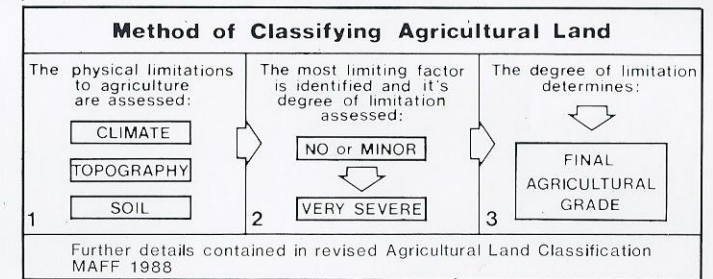 Method of Classifying Agricultural Land
The physical limitations
to agriculture
are assessed:
CLIMATE
TOPOGRAPHY
SOIL
1
The most limiting factor
is identified and it's
degree of limitation
assessed:
NO or MINOR
VERY SEVERE
2
The degree of limitation
determines:
FINAL
AGRICULTURAL
GRADE
3
Further details contained in revised Agricultural Land Classification
MAFF 1988